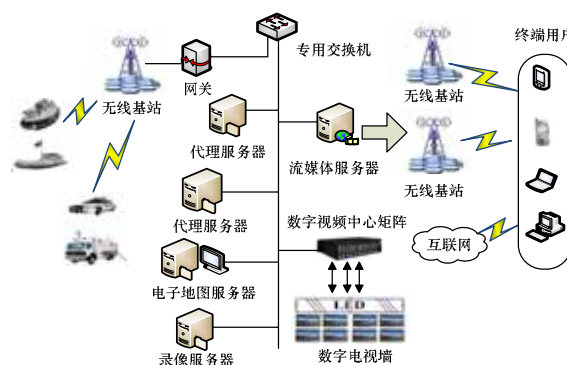 专用交换机
终端用户
无线基站
网关
无线基站
代理服务器
流媒体服务器
无线基站
代理服务器
数字视频中心矩阵
互联网
电子地图服务器
LED
数字电视墙
录像服务器